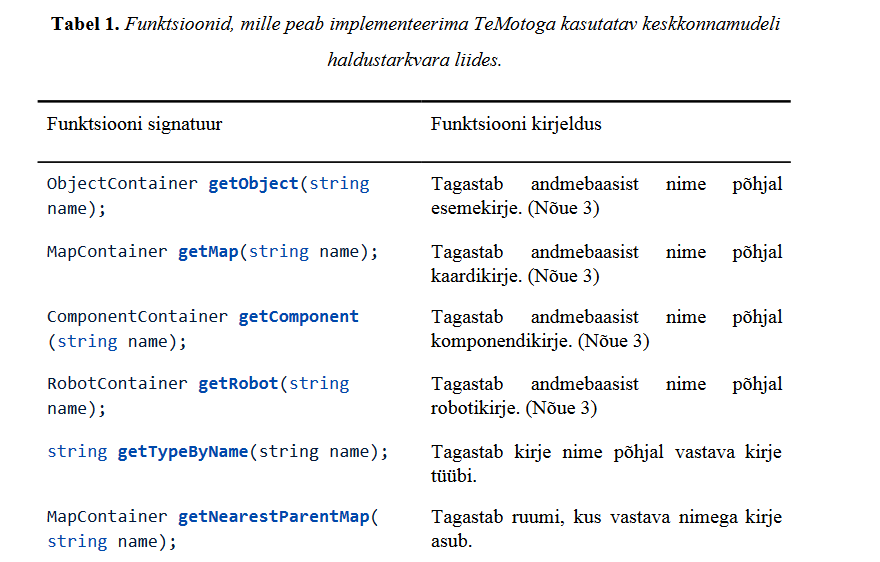 Tabel 1. Funktsioonid, mille peab implementeerima TeMotoga kasutatav keskkonnamudeli
haldustarkvara liides.
Funktsiooni signatuur
Funktsiooni kirjeldus
ObjectContainer getObject(string
name);
Tagastab andmebaasist nime põhjal
esemekirje. (Nõue 3)
MapContainer getMap(string name);
Tagastab andmebaasist nime põhjal
kaardikirje. (Nõue 3)
ComponentContainer getComponent
(string name);
Tagastab andmebaasist nime põhjal
komponendikirje. (Nõue 3)
RobotContainer getRobot(string
name);
Tagastab andmebaasist nime põhjal
robotikirje. (Nõue 3)
string getTypeByName(string name);
Tagastab kirje nime põhjal vastava kirje
tüübi.
MapContainer getNearestParentMap(
string name);
Tagastab ruumi, kus vastava nimega kirje
asub.